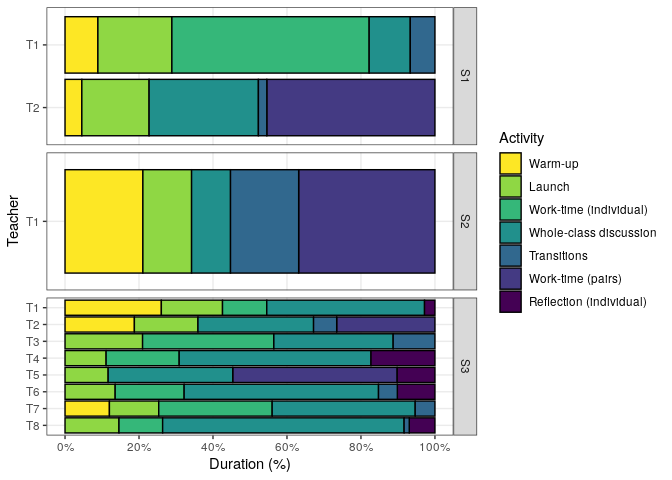 T1
T2
S1
T1
S2
T1
T2
T3
T4
T5
T6
T7
T8
S3
0%
20%
40%
60%
80%
100%
Duration (%)
Teacher
Activity
Warm-up
Launch
Work-time (individual)
Whole-class discussion
Transitions
Work-time (pairs)
Reflection (individual)